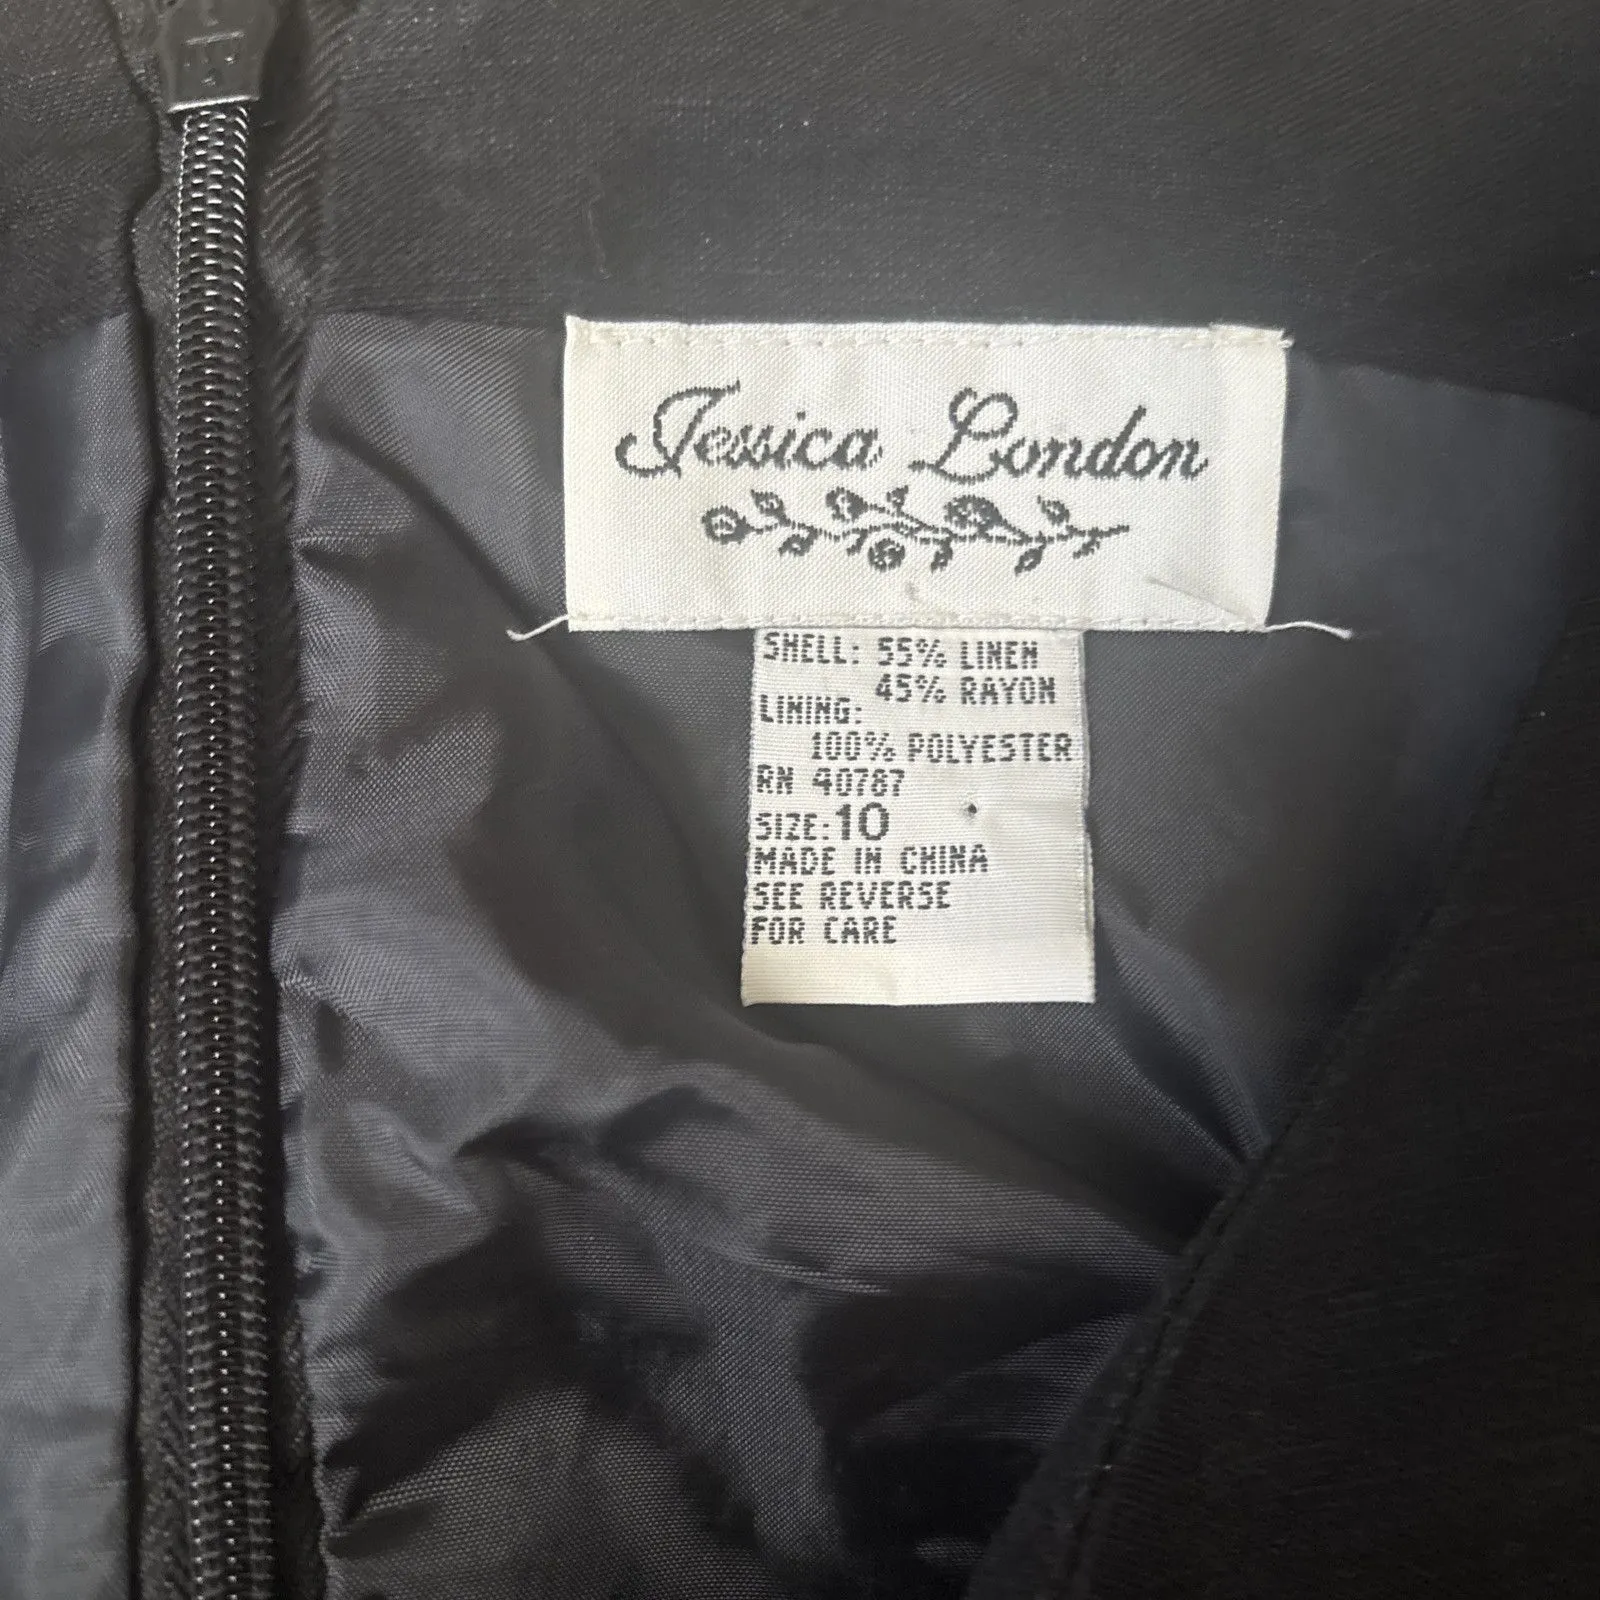 Jessica London
SHELL: 55% LINEN
45% RAYON
LINING:
100% POLYESTER
RN 40787
SIZE: 10
MADE IN CHINA
SEE REVERSE
FOR CARE